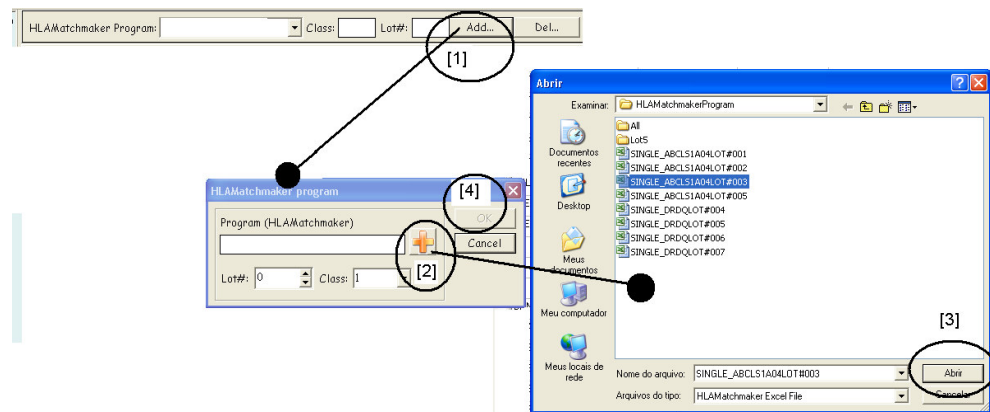 HLAMatchmaker Program: Class: Lot#: Add... Del...
[1]
Abrir
Examinar: HLAMatchmakerProgram
All
Lot5
SINGLE_ABCLS1A04LOT#001
SINGLE_ABCLS1A04LOT#002
SINGLE_ABCLS1A04LOT#003
SINGLE_ABCLS1A04LOT#005
SINGLE_DRDQLOT#004
SINGLE_DRDQLOT#005
SINGLE_DRDQLOT#006
SINGLE_DRDQLOT#007
Documentos
recentes
Desktop
Meus
documentos
Meu computador
Meus locais de
rede
HLAMatchmaker program
[4]
Program (HLAMatchmaker)
OK
Cancel
[2]
Lot#: 0 Class: 1
[3]
Nome do arquivo: SINGLE_ABCLS1A04LOT#003 Abrir
Arquivos do tipo: HLAMatchmaker Excel File Cancelar